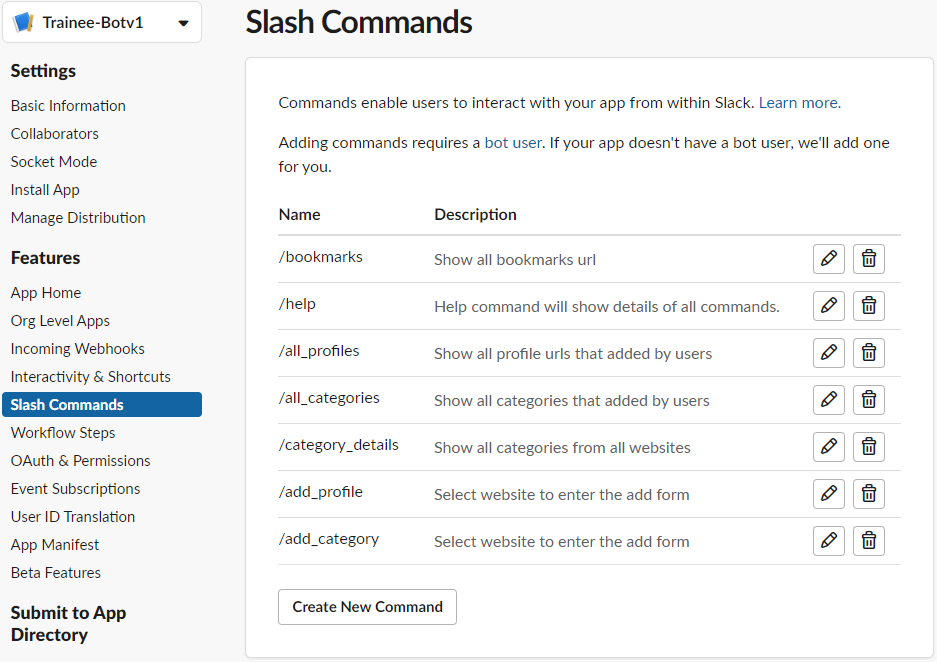 Trainee-Botv1
Settings
Basic Information
Collaborators
Socket Mode
Install App
Manage Distribution
Features
App Home
Org Level Apps
Incoming Webhooks
Interactivity & Shortcuts
Slash Commands
Workflow Steps
OAuth & Permissions
Event Subscriptions
User ID Translation
App Manifest
Beta Features
Submit to App
Directory
Slash Commands
Commands enable users to interact with your app from within Slack. Learn more.
Adding commands requires a bot user. If your app doesn't have a bot user, we'll add one
for you.
Name Description
/bookmarks Show all bookmarks url
/help Help command will show details of all commands.
/all_profiles Show all profile urls that added by users
/all_categories Show all categories that added by users
/category_details Show all categories from all websites
/add_profile Select website to enter the add form
/add_category Select website to enter the add form
Create New Command